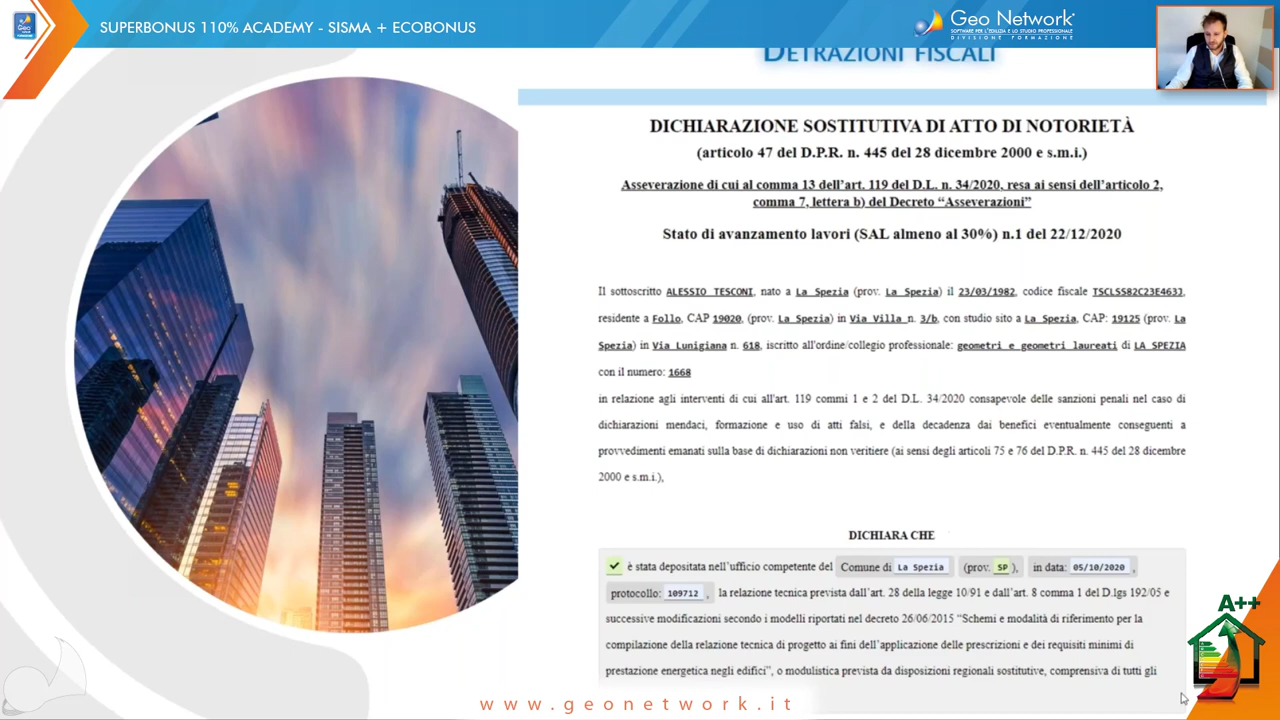 SUPERBONUS 110% ACADEMY - SISMA + ECOBONUS
Geo Network
SOFTWARE PER L'EDILIZIA E LO STUDIO PROFESSIONALE
DIVISIONE FORMAZIONE
DETRAZIONI FISCALI
DICHIARAZIONE SOSTITUTIVA DI ATTO DI NOTORIETÀ
(articolo 47 del D.P.R. n. 445 del 28 dicembre 2000 e s.m.i.)
Asseverazione di cui al comma 13 dell'art. 119 del D.L. n. 34/2020, resa ai sensi dell'articolo 2,
comma 7, lettera b) del Decreto "Asseverazioni"
Stato di avanzamento lavori (SAL almeno al 30%) n.1 del 22/12/2020
Il sottoscritto ALESSIO TESCONI, nato a La Spezia (prov. La Spezia) il 23/03/1982, codice fiscale TSCLSS82C23E463J,
residente a Follo, CAP 19020, (prov. La Spezia) in Via Villa n. 3/b, con studio sito a La Spezia, CAP: 19125 (prov. La
Spezia) in Via Lunigiana n. 618, iscritto all'ordine/collegio professionale: geometri e geometri laureati di LA SPEZIA
con il numero: 1668
in relazione agli interventi di cui all'art. 119 commi 1 e 2 del D.L. 34/2020 consapevole delle sanzioni penali nel caso di
dichiarazioni mendaci, formazione e uso di atti falsi, e della decadenza dai benefici eventualmente conseguenti a
provvedimenti emanati sulla base di dichiarazioni non veritiere (ai sensi degli articoli 75 e 76 del D.P.R. n. 445 del 28 dicembre
2000 e s.m.i.),
DICHIARA CHE
è stata depositata nell'ufficio competente del Comune di La Spezia (prov. SP ), in data: 05/10/2020 ,
protocollo: 109712 , la relazione tecnica prevista dall'art. 28 della legge 10/91 e dall'art. 8 comma 1 del D.lgs 192/05 e
successive modificazioni secondo i modelli riportati nel decreto 26/06/2015 "Schemi e modalità di riferimento per la
compilazione della relazione tecnica di progetto ai fini dell'applicazione delle prescrizioni e dei requisiti minimi di
prestazione energetica negli edifici", o modulistica prevista da disposizioni regionali sostitutive, comprensiva di tutti gli
A++
www.geonetwork.it